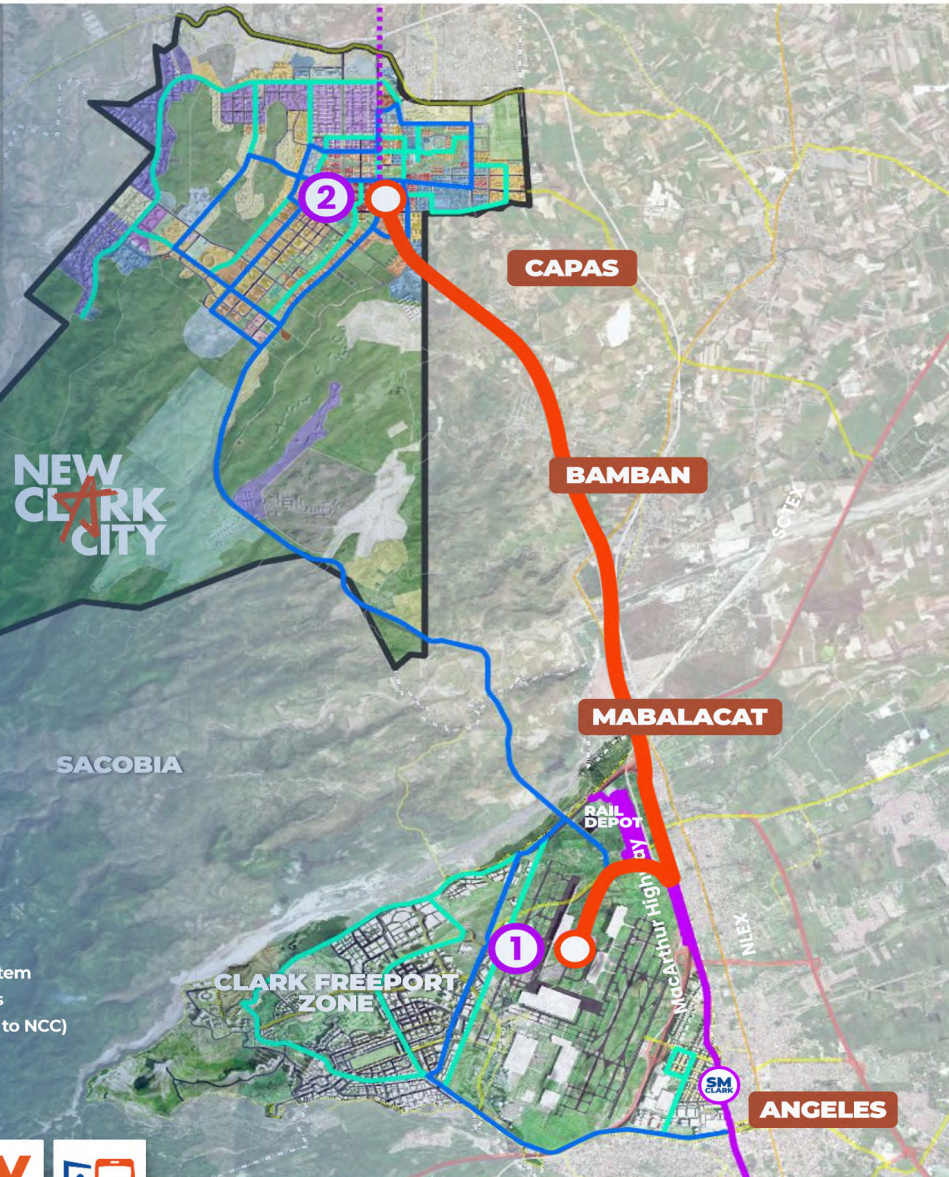 2
CAPAS
BAMBAN
NEW
CLARK
CITY
SCTEX
MABALACAT
SACOBIA
RAIL
DEPOT
MacArthur Highway
NLEX
1
CLARK FREEPORT
ZONE
tem
s
to NCC)
SM
CLARK
ANGELES